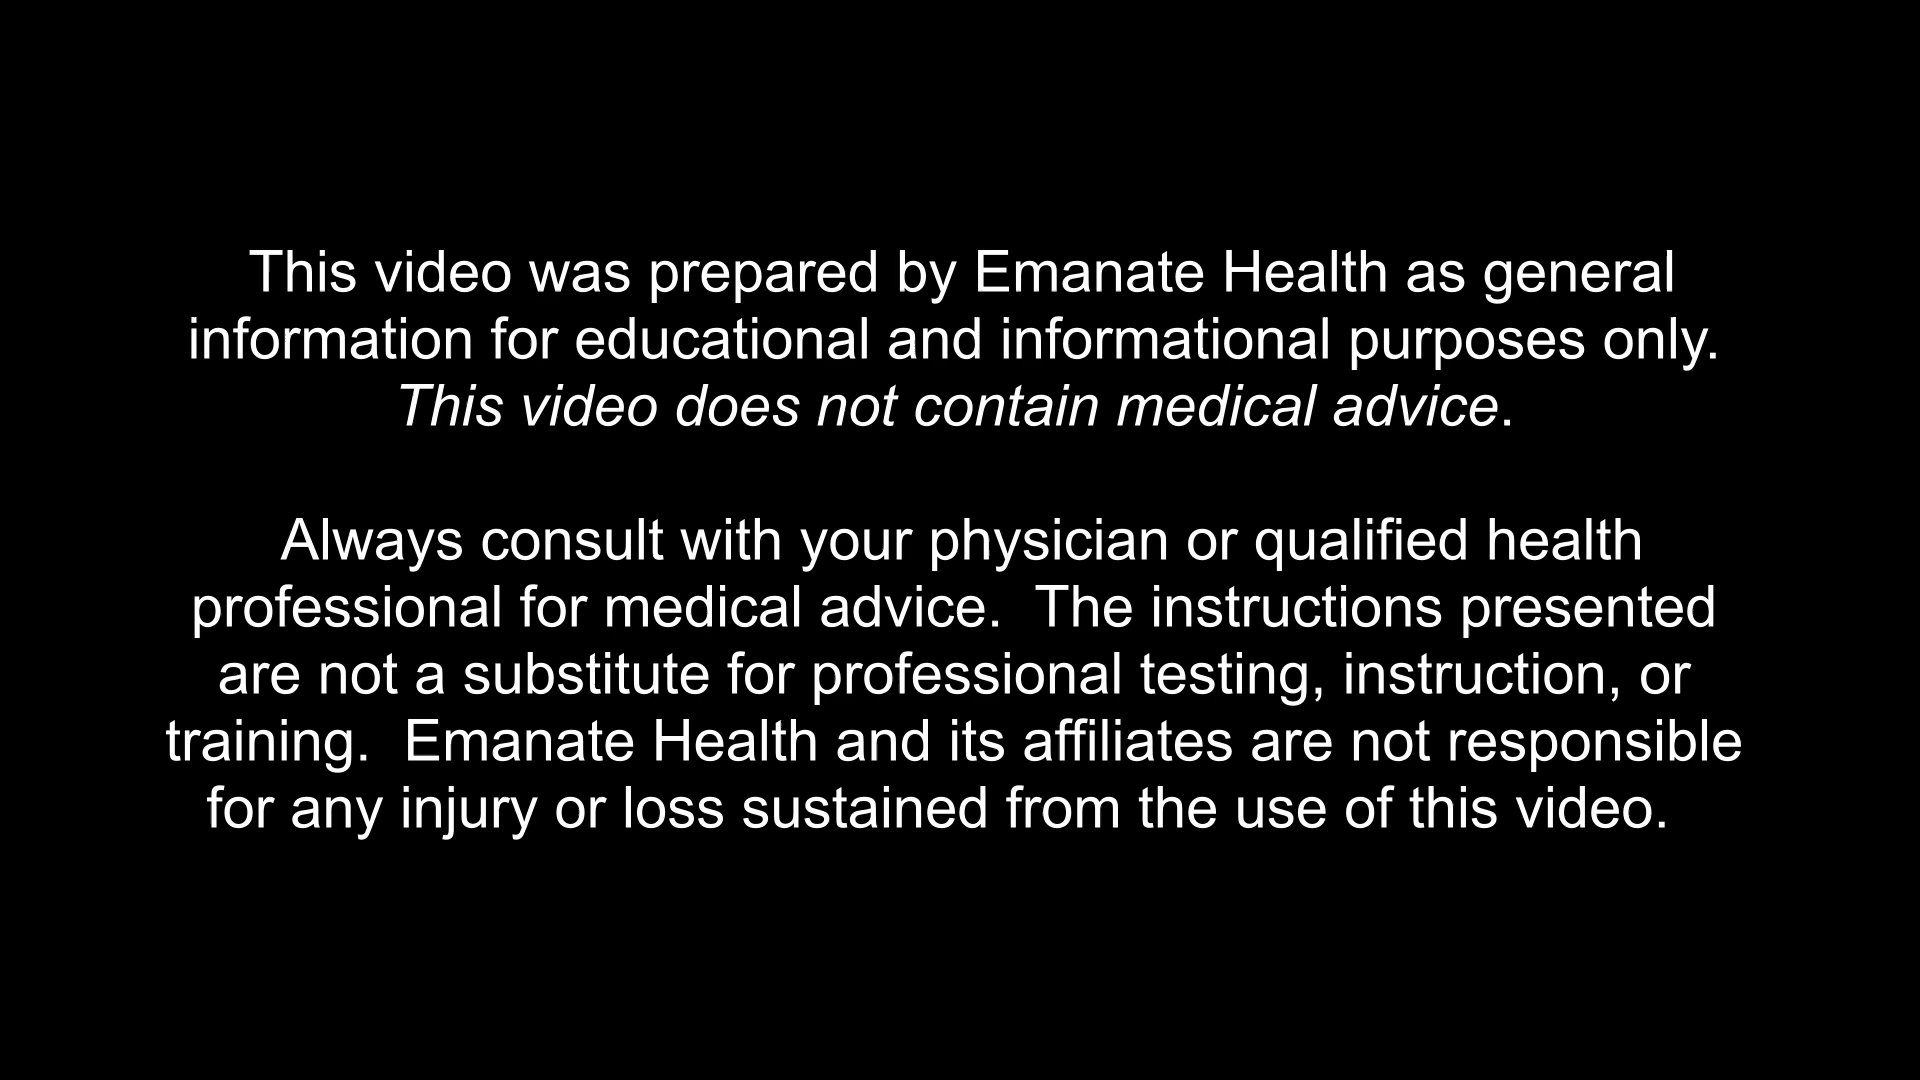 This video was prepared by Emanate Health as general
information for educational and informational purposes only.
This video does not contain medical advice.
Always consult with your physician or qualified health
professional for medical advice.  The instructions presented
are not a substitute for professional testing, instruction, or
training.  Emanate Health and its affiliates are not responsible
for any injury or loss sustained from the use of this video.